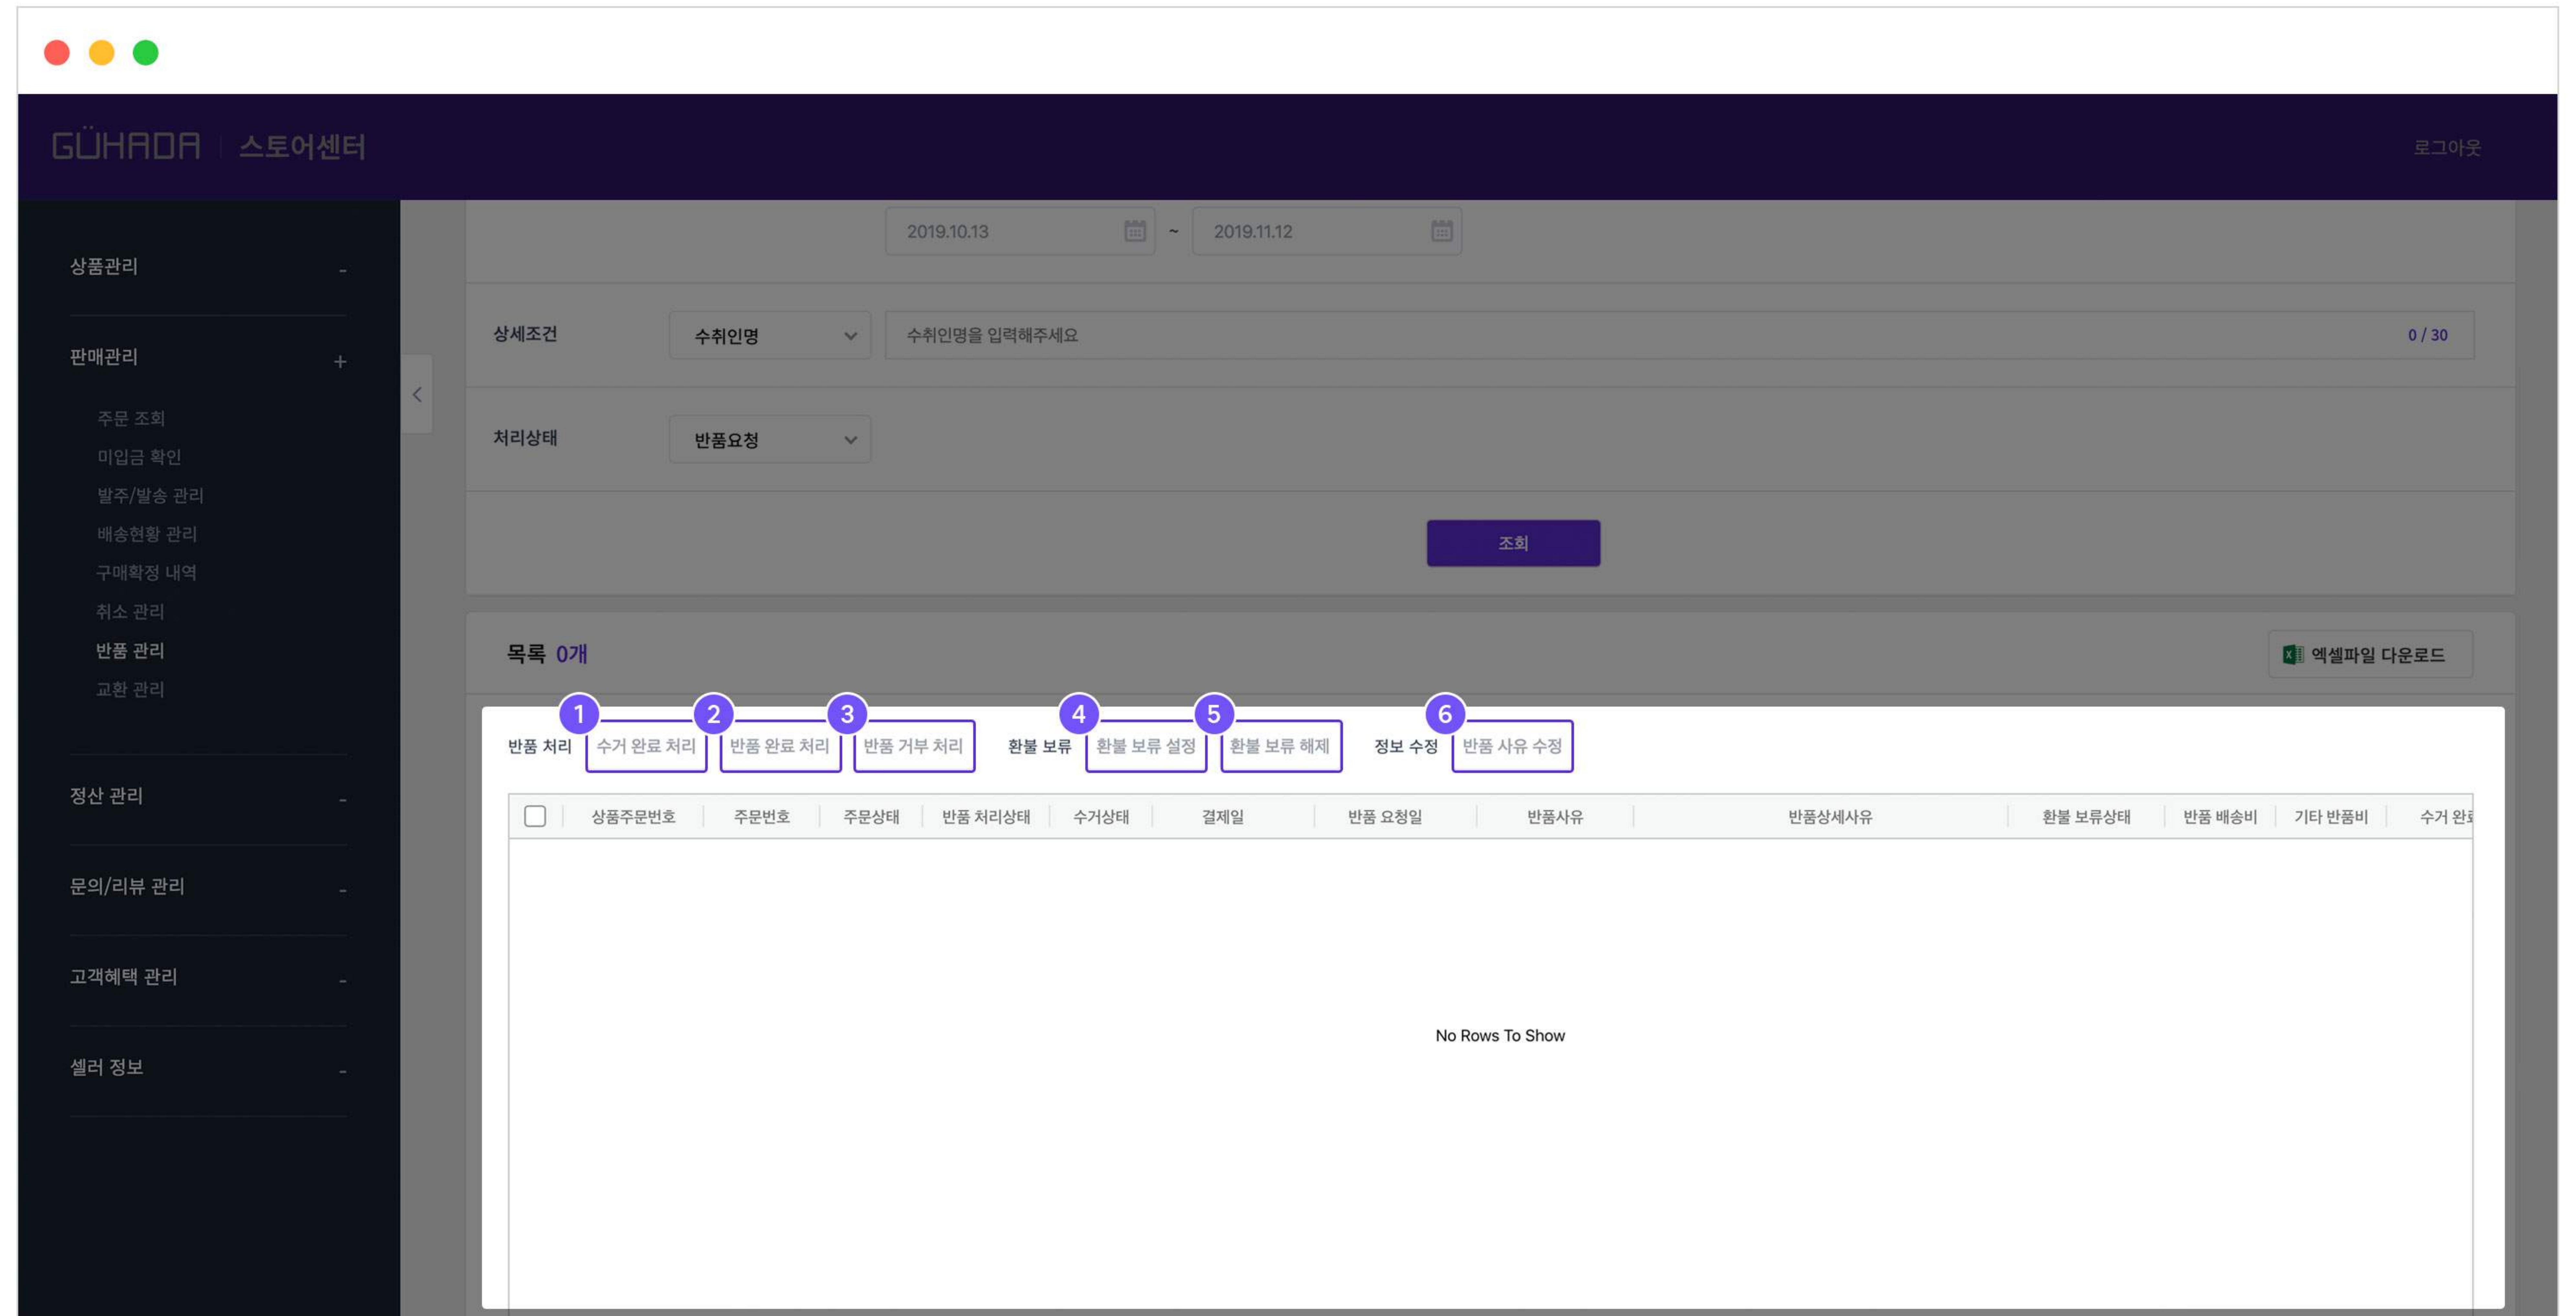 GÜHADA | 스토어센터
로그아웃
상품관리 -
판매관리 +
주문 조회
미입금 확인
발주/발송 관리
배송현황 관리
구매확정 내역
취소 관리
반품 관리
교환 관리
정산 관리 -
문의/리뷰 관리 -
고객혜택 관리 -
셀러 정보 -
2019.10.13 ~ 2019.11.12
상세조건 수취인명 수취인명을 입력해주세요 0 / 30
처리상태 반품요청
조회
목록 0개 엑셀파일 다운로드
1 2 3 4 5 6
반품 처리 수거 완료 처리 반품 완료 처리 반품 거부 처리 환불 보류 환불 보류 설정 환불 보류 해제 정보 수정 반품 사유 수정
상품주문번호 주문번호 주문상태 반품 처리상태 수거상태 결제일 반품 요청일 반품사유 반품상세사유 환불 보류상태 반품 배송비 기타 반품비 수거
No Rows To Show